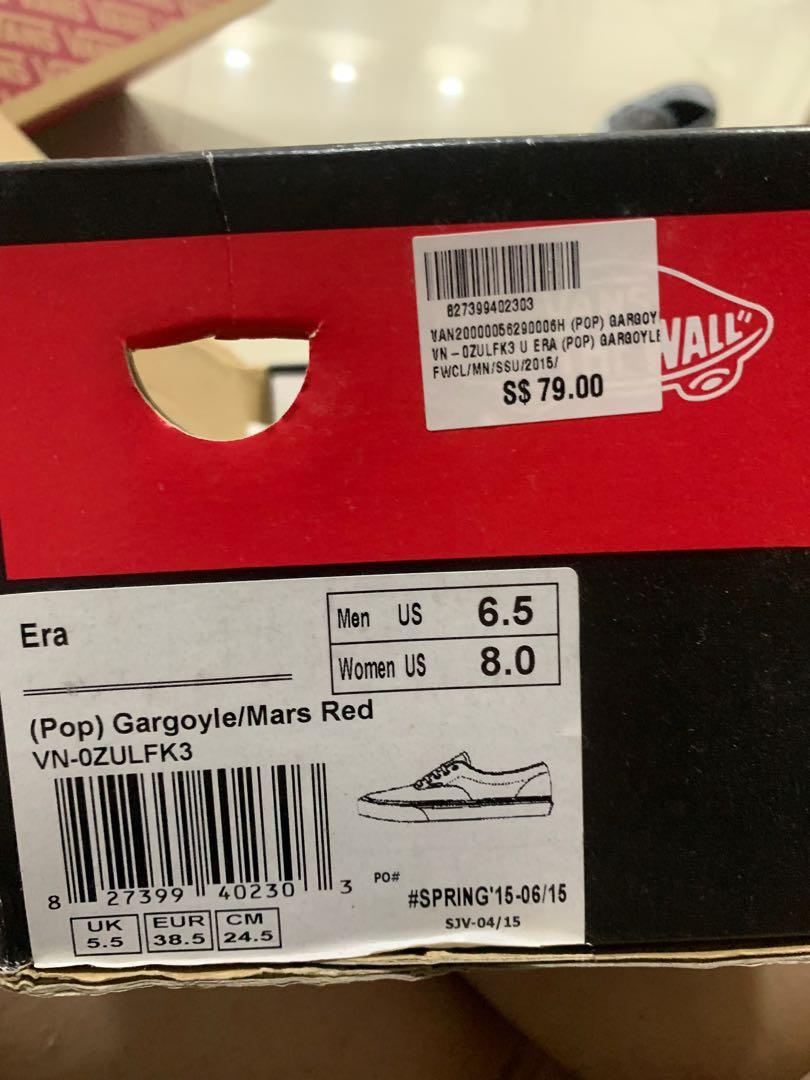 827399402303
VAN20000056290006H (POP) GARGOY
VN-0ZULFK3 U ERA (POP) GARGOYLE
FWCL/MN/SSU/2015/
S$ 79.00
WALL"
Era
Men US 6.5
Women US 8.0
(Pop) Gargoyle/Mars Red
VN-0ZULFK3
8 27399 40230 3
PO#
#SPRING'15-06/15
SJV-04/15
UK EUR CM
5.5 38.5 24.5